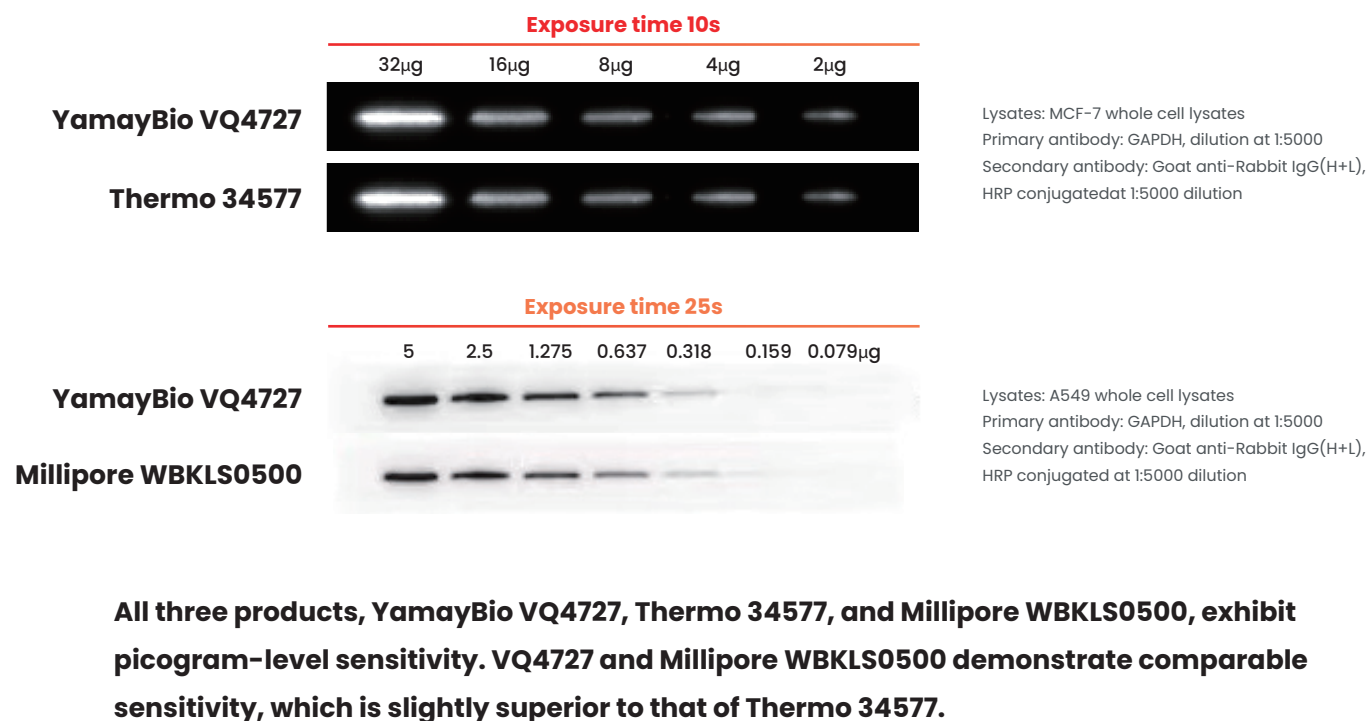 Exposure time 10s
32μg 16μg 8μg 4μg 2μg
YamayBio VQ4727
Thermo 34577
Lysates: MCF-7 whole cell lysates
Primary antibody: GAPDH, dilution at 1:5000
Secondary antibody: Goat anti-Rabbit IgG(H+L),
HRP conjugatedat 1:5000 dilution
Exposure time 25s
5 2.5 1.275 0.637 0.318 0.159 0.079μg
YamayBio VQ4727
Millipore WBKLS0500
Lysates: A549 whole cell lysates
Primary antibody: GAPDH, dilution at 1:5000
Secondary antibody: Goat anti-Rabbit IgG(H+L),
HRP conjugated at 1:5000 dilution
All three products, YamayBio VQ4727, Thermo 34577, and Millipore WBKLS0500, exhibit
picogram-level sensitivity. VQ4727 and Millipore WBKLS0500 demonstrate comparable
sensitivity, which is slightly superior to that of Thermo 34577.